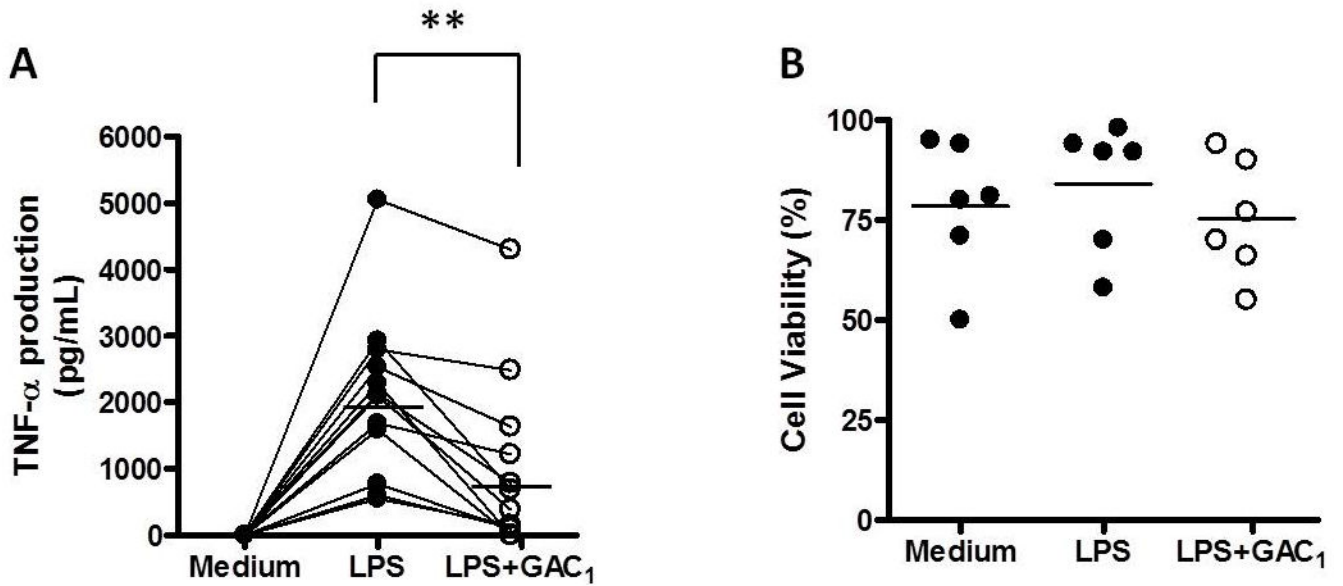 A
**
TNF-α production
(pg/mL)
6000
5000
4000
3000
2000
1000
0
Medium LPS LPS+GAC₁
B
Cell Viability (%)
100
75
50
25
0
Medium LPS LPS+GAC₁